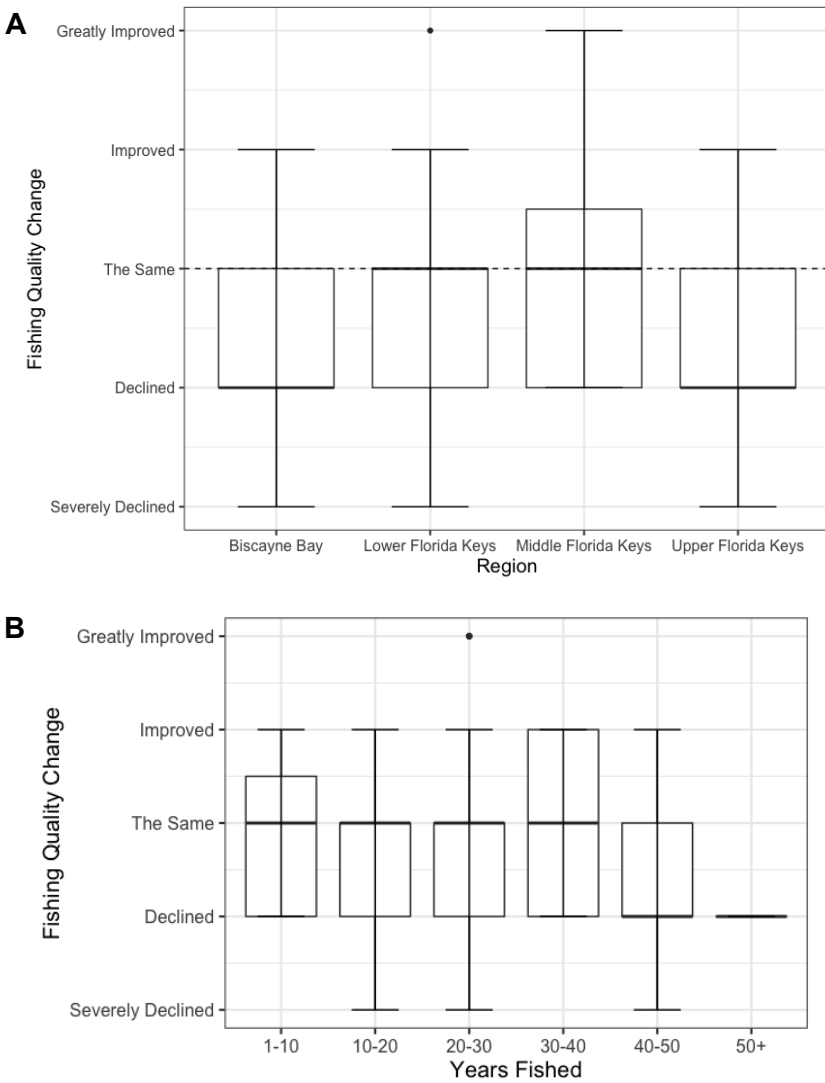 A
Fishing Quality Change
Greatly Improved
Improved
The Same
Declined
Severely Declined
Biscayne Bay
Lower Florida Keys
Middle Florida Keys
Upper Florida Keys
Region
B
Fishing Quality Change
Greatly Improved
Improved
The Same
Declined
Severely Declined
1-10
10-20
20-30
30-40
40-50
50+
Years Fished